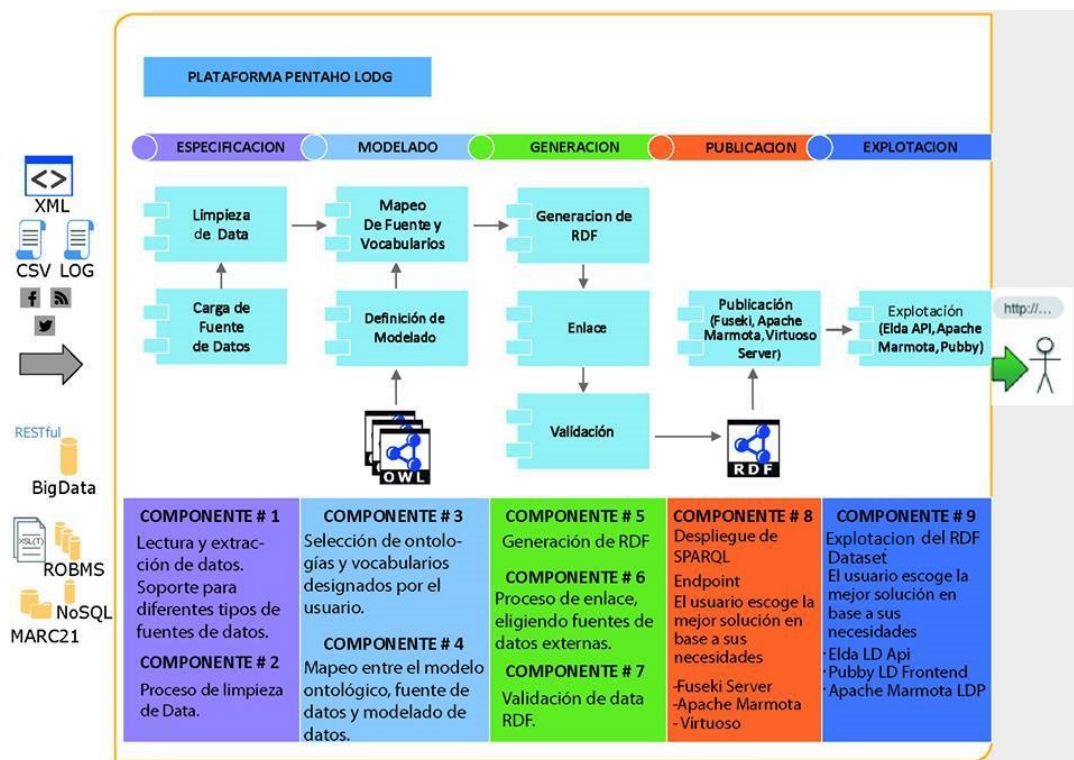 PLATAFORMA PENTAHO LODG
ESPECIFICACION
MODELADO
GENERACION
PUBLICACION
EXPLOTACION
XML
CSV
LOG
RESTful
BigData
XSL(T)
ROBMS
NoSQL
MARC21
Limpieza
de Data
Carga de
Fuente
de Datos
Mapeo
De Fuente y
Vocabularios
Definición de
Modelado
OWL
Generacion de
RDF
Enlace
Validación
Publicación
(Fuseki, Apache
Marmota, Virtuoso
Server)
RDF
Explotación
(Elda API, Apache
Marmota, Pubby)
http://...
COMPONENTE # 1
Lectura y extrac-
ción de datos.
Soporte para
diferentes tipos de
fuentes de datos.
COMPONENTE # 2
Proceso de limpieza
de Data.
COMPONENTE # 3
Selección de ontolo-
gías y vocabularios
designados por el
usuario.
COMPONENTE # 4
Mapeo entre el modelo
ontológico, fuente de
datos y modelado de
datos.
COMPONENTE # 5
Generación de RDF
COMPONENTE # 6
Proceso de enlace,
eligiendo fuentes de
datos externas.
COMPONENTE # 7
Validación de data
RDF.
COMPONENTE # 8
Despliegue de
SPARQL
Endpoint
El usuario escoge la
mejor solución en
base a sus
necesidades
-Fuseki Server
-Apache Marmota
-Virtuoso
COMPONENTE # 9
Explotacion del RDF
Dataset
El usuario escoge la
mejor solución en
base a sus
necesidades
·Elda LD Api
·Pubby LD Frontend
·Apache Marmota LDP